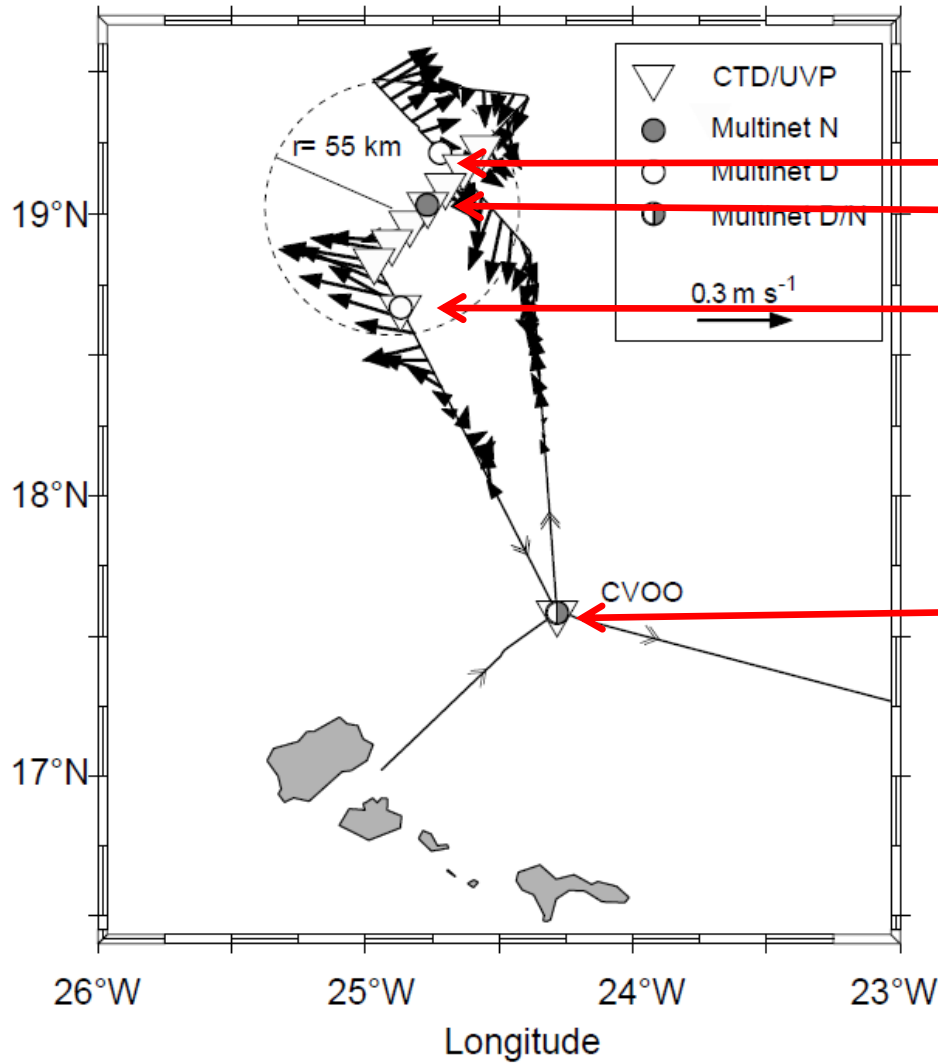 CTD/UVP
Multinet N
r= 55 km
Multinet D
19°N
Multinet D/N
0.3 m s-1
18°N
CVOO
17°N
26°W 25°W 24°W 23°W
Longitude